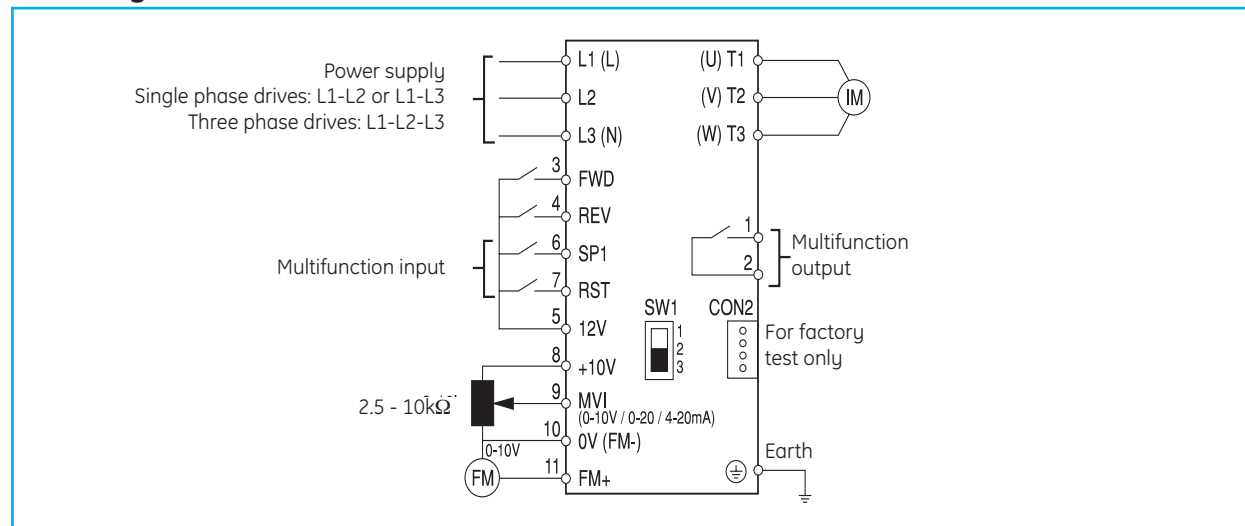 Power supply
Single phase drives: L1-L2 or L1-L3
Three phase drives: L1-L2-L3
L1 (L)
L2
L3 (N)
3 FWD
4 REV
6 SP1
7 RST
5 12V
Multifunction input
8 +10V
9 MVI
(0-10V / 0-20 / 4-20mA)
10 0V (FM-)
11 FM+
2.5 - 10kΩ
0-10V
FM
(U) T1
(V) T2
(W) T3
IM
1
2
Multifunction
output
SW1
1
2
3
CON2
For factory
test only
Earth